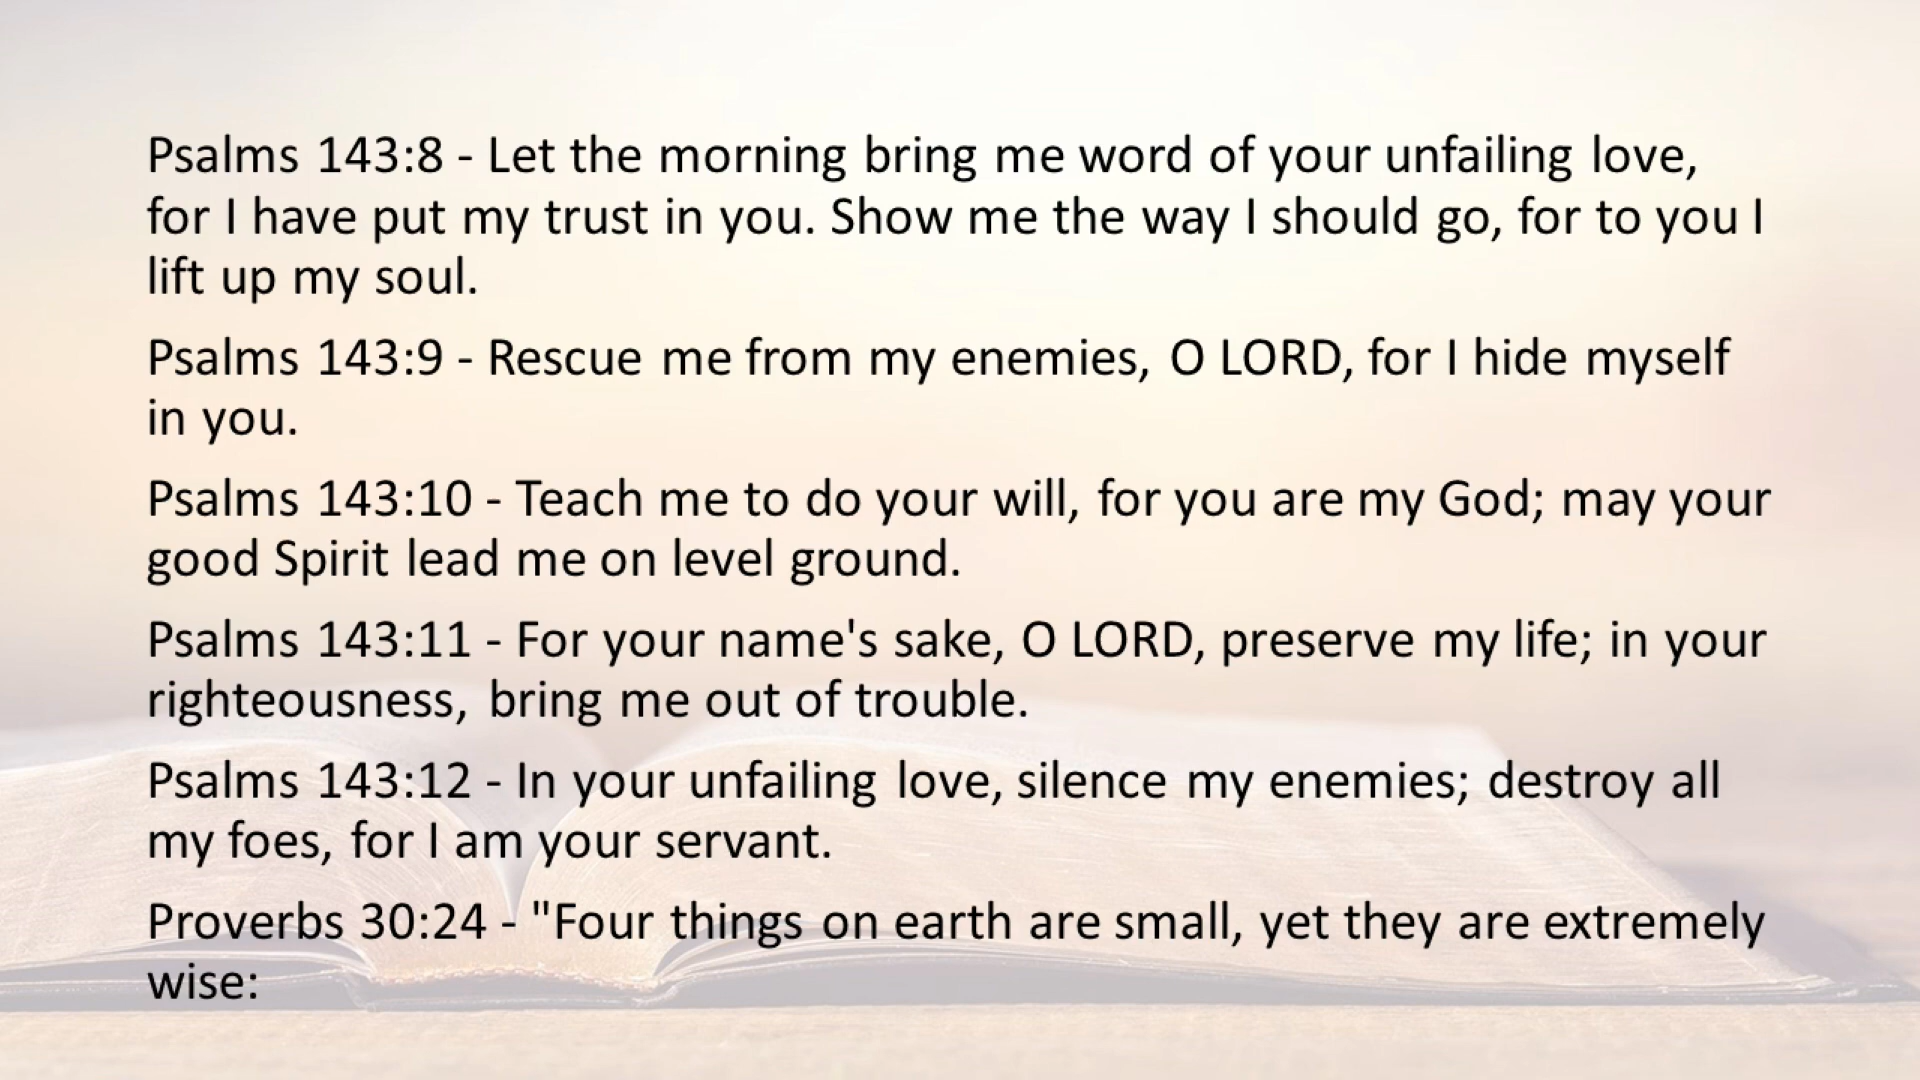 Psalms 143:8 - Let the morning bring me word of your unfailing love,
for I have put my trust in you. Show me the way I should go, for to you I
lift up my soul.
Psalms 143:9 - Rescue me from my enemies, O LORD, for I hide myself
in you.
Psalms 143:10 - Teach me to do your will, for you are my God; may your
good Spirit lead me on level ground.
Psalms 143:11 - For your name's sake, O LORD, preserve my life; in your
righteousness, bring me out of trouble.
Psalms 143:12 - In your unfailing love, silence my enemies; destroy all
my foes, for I am your servant.
Proverbs 30:24 - "Four things on earth are small, yet they are extremely
wise: